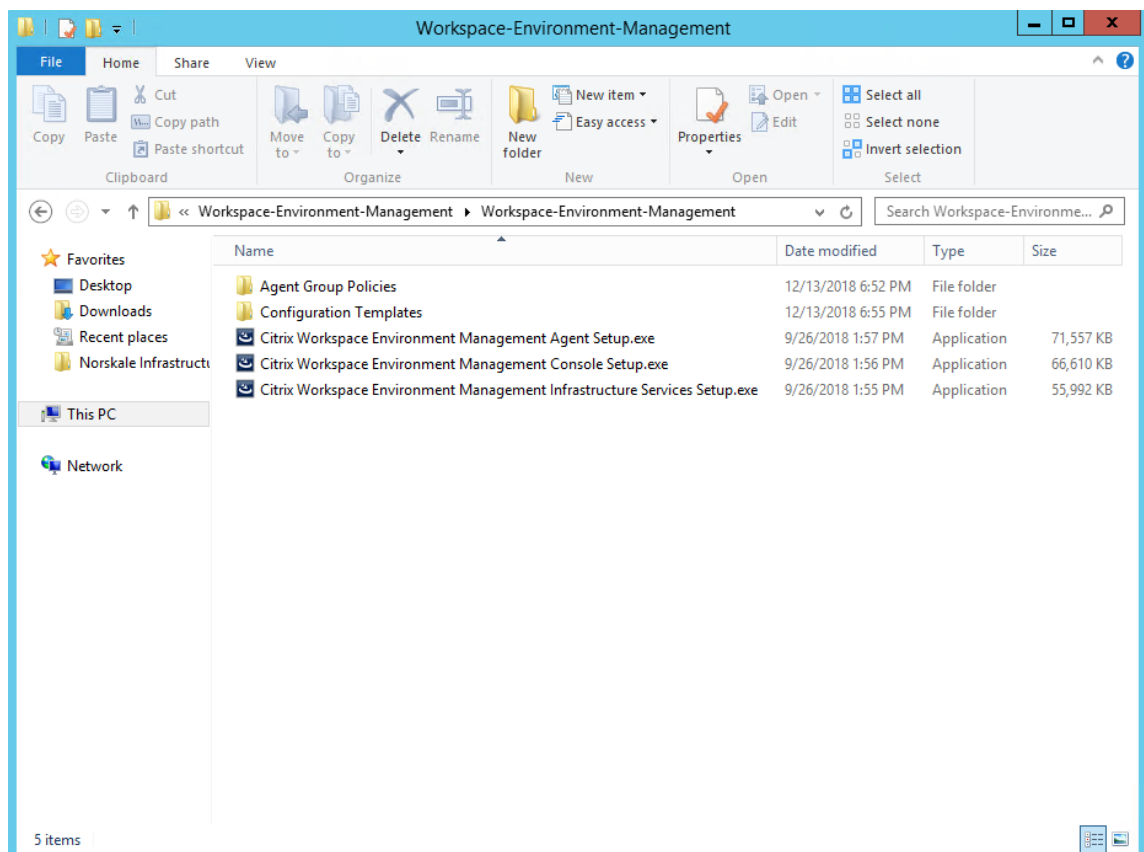 Workspace-Environment-Management
File Home Share View
Copy Paste Cut Copy path Paste shortcut
Move to Copy to Delete Rename
New folder New item Easy access
Properties Open Edit
Select all Select none Invert selection
Clipboard Organize New Open Select
« Workspace-Environment-Management Workspace-Environment-Management Search Workspace-Environme...
Name Date modified Type Size
Favorites
Desktop
Downloads
Recent places
Norskale Infrastructu
This PC
Network
Agent Group Policies 12/13/2018 6:52 PM File folder
Configuration Templates 12/13/2018 6:55 PM File folder
Citrix Workspace Environment Management Agent Setup.exe 9/26/2018 1:57 PM Application 71,557 KB
Citrix Workspace Environment Management Console Setup.exe 9/26/2018 1:56 PM Application 66,610 KB
Citrix Workspace Environment Management Infrastructure Services Setup.exe 9/26/2018 1:55 PM Application 55,992 KB
5 items